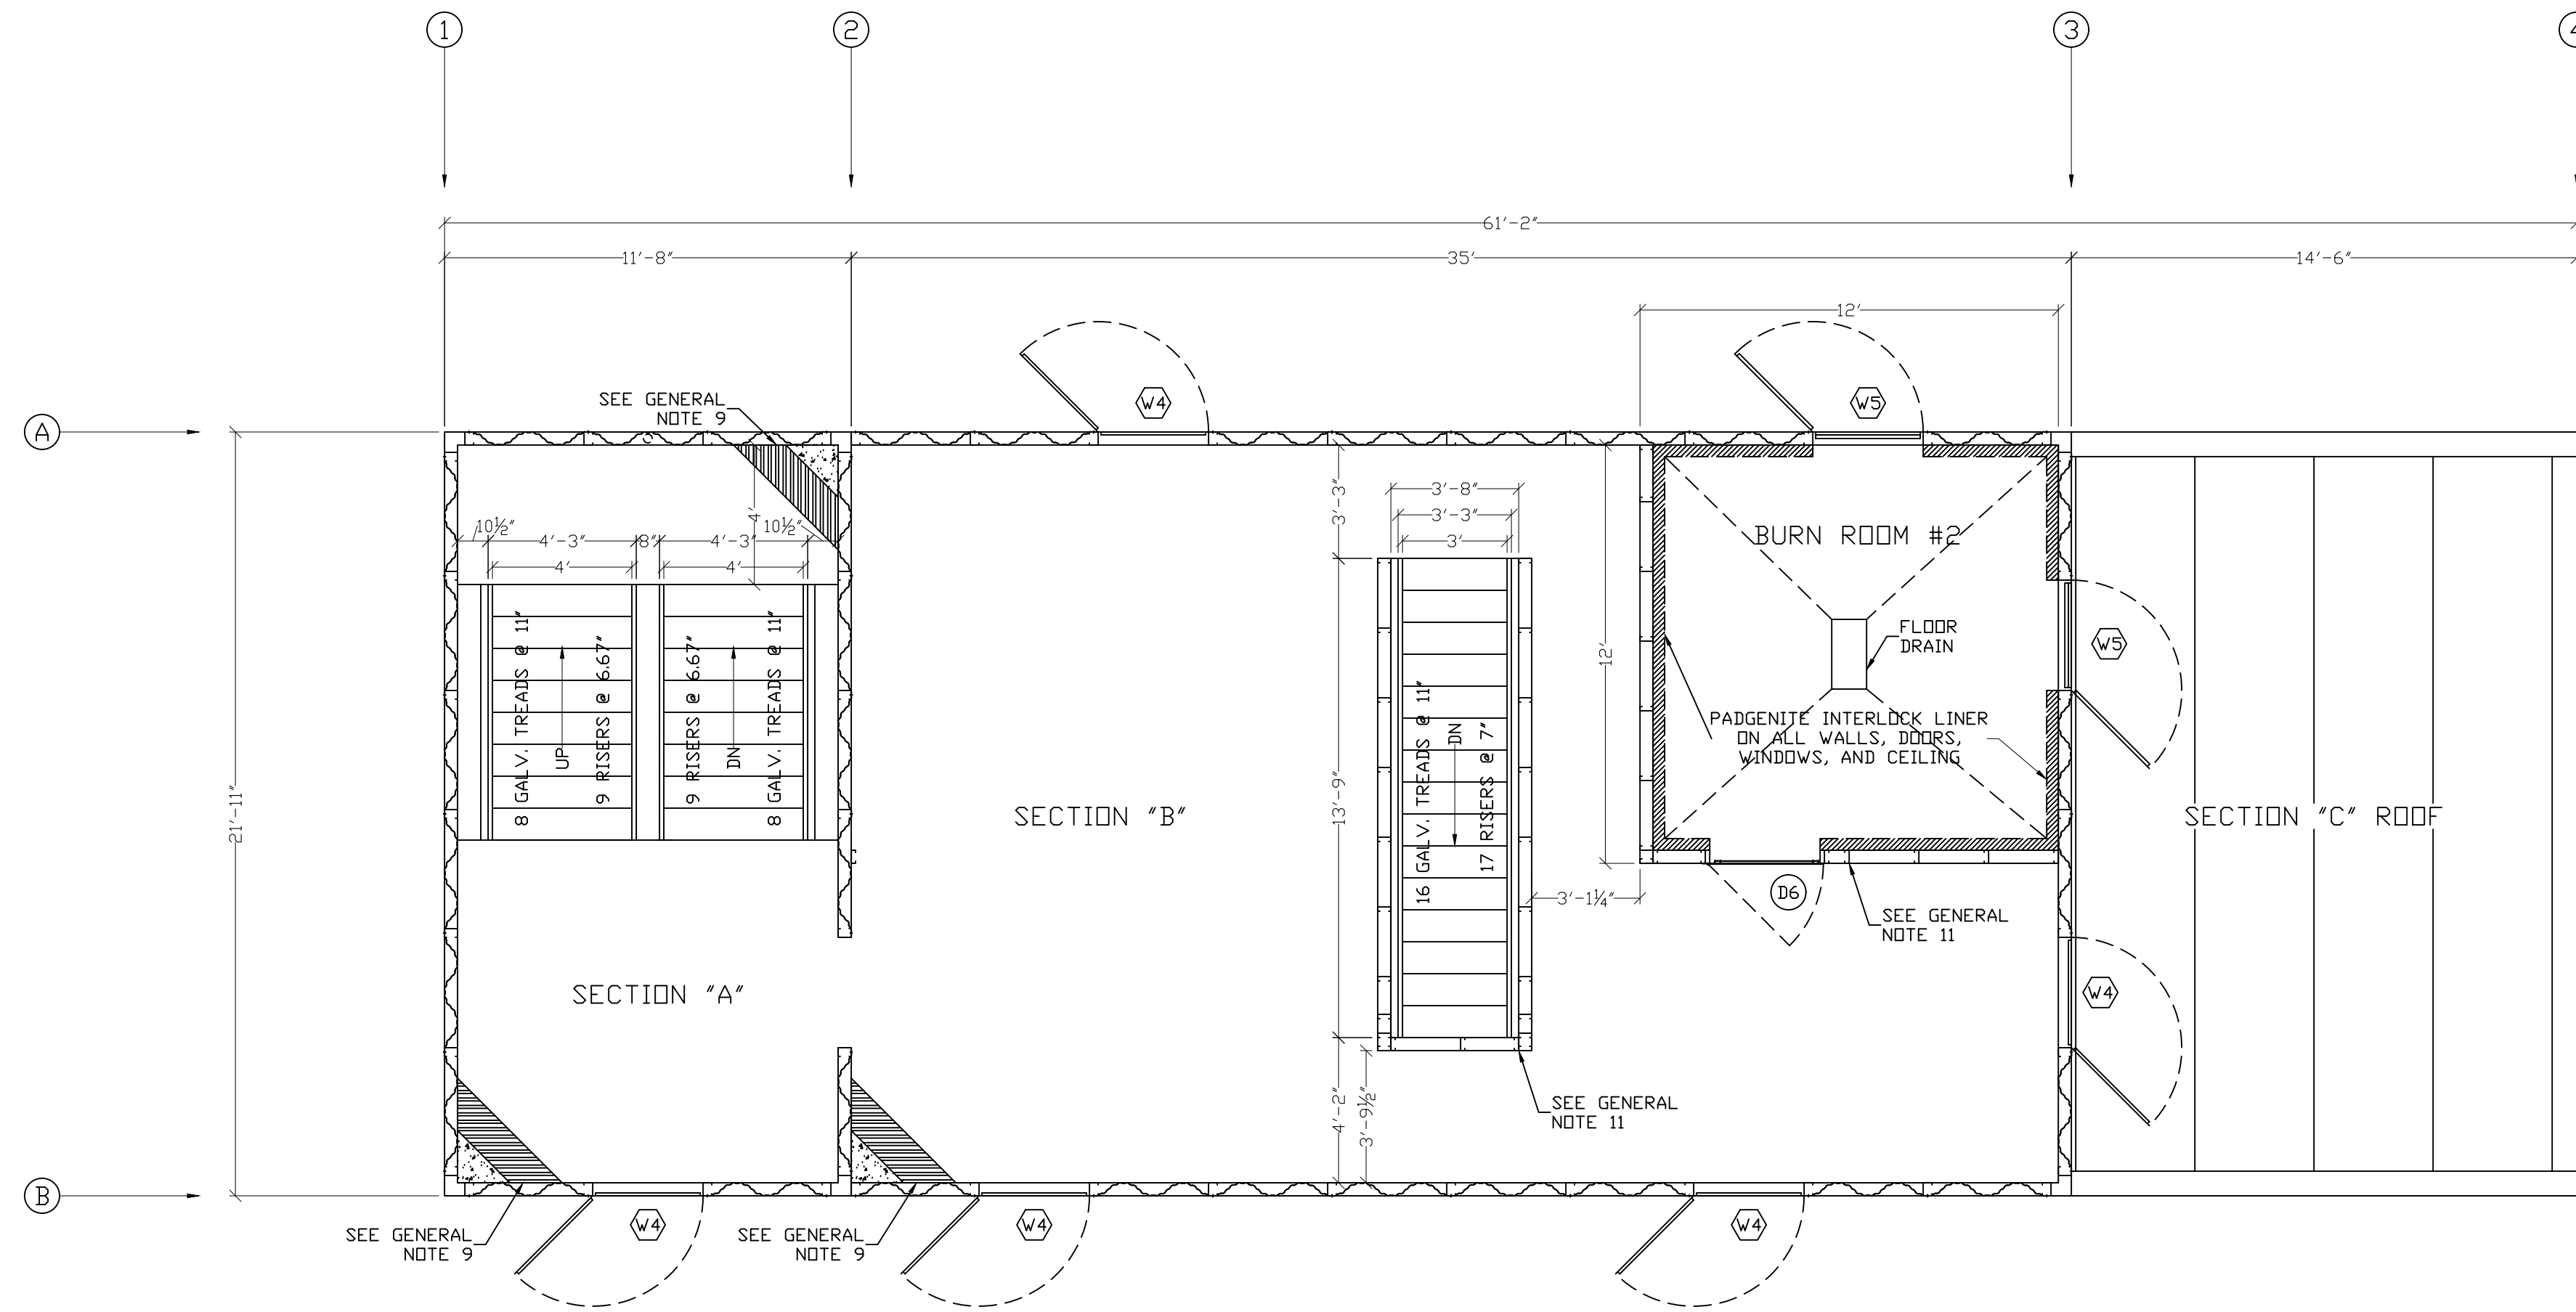 1
2
3
4
61'-2"
11'-8"
35'
14'-6"
12'
SEE GENERAL
NOTE 9
W4
W5
A
21'-11"
10½"
4'-3"
8"
4'-3"
10½"
4'
4'
4'
8 GALV. TREADS @ 11"
UP
9 RISERS @ 6.67"
9 RISERS @ 6.67"
DN
8 GALV. TREADS @ 11"
SECTION "A"
SECTION "B"
3'-3"
13'-9"
4'-2"
3'-9½"
3'-8"
3'-3"
3'
16 GALV. TREADS @ 11"
DN
17 RISERS @ 7"
12'
3'-1¼"
BURN ROOM #2
FLOOR
DRAIN
PADGENITE INTERLOCK LINER
ON ALL WALLS, DOORS,
WINDOWS, AND CEILING
W5
SECTION "C" ROOF
D6
SEE GENERAL
NOTE 11
W4
SEE GENERAL
NOTE 11
B
SEE GENERAL
NOTE 9
W4
SEE GENERAL
NOTE 9
W4
W4